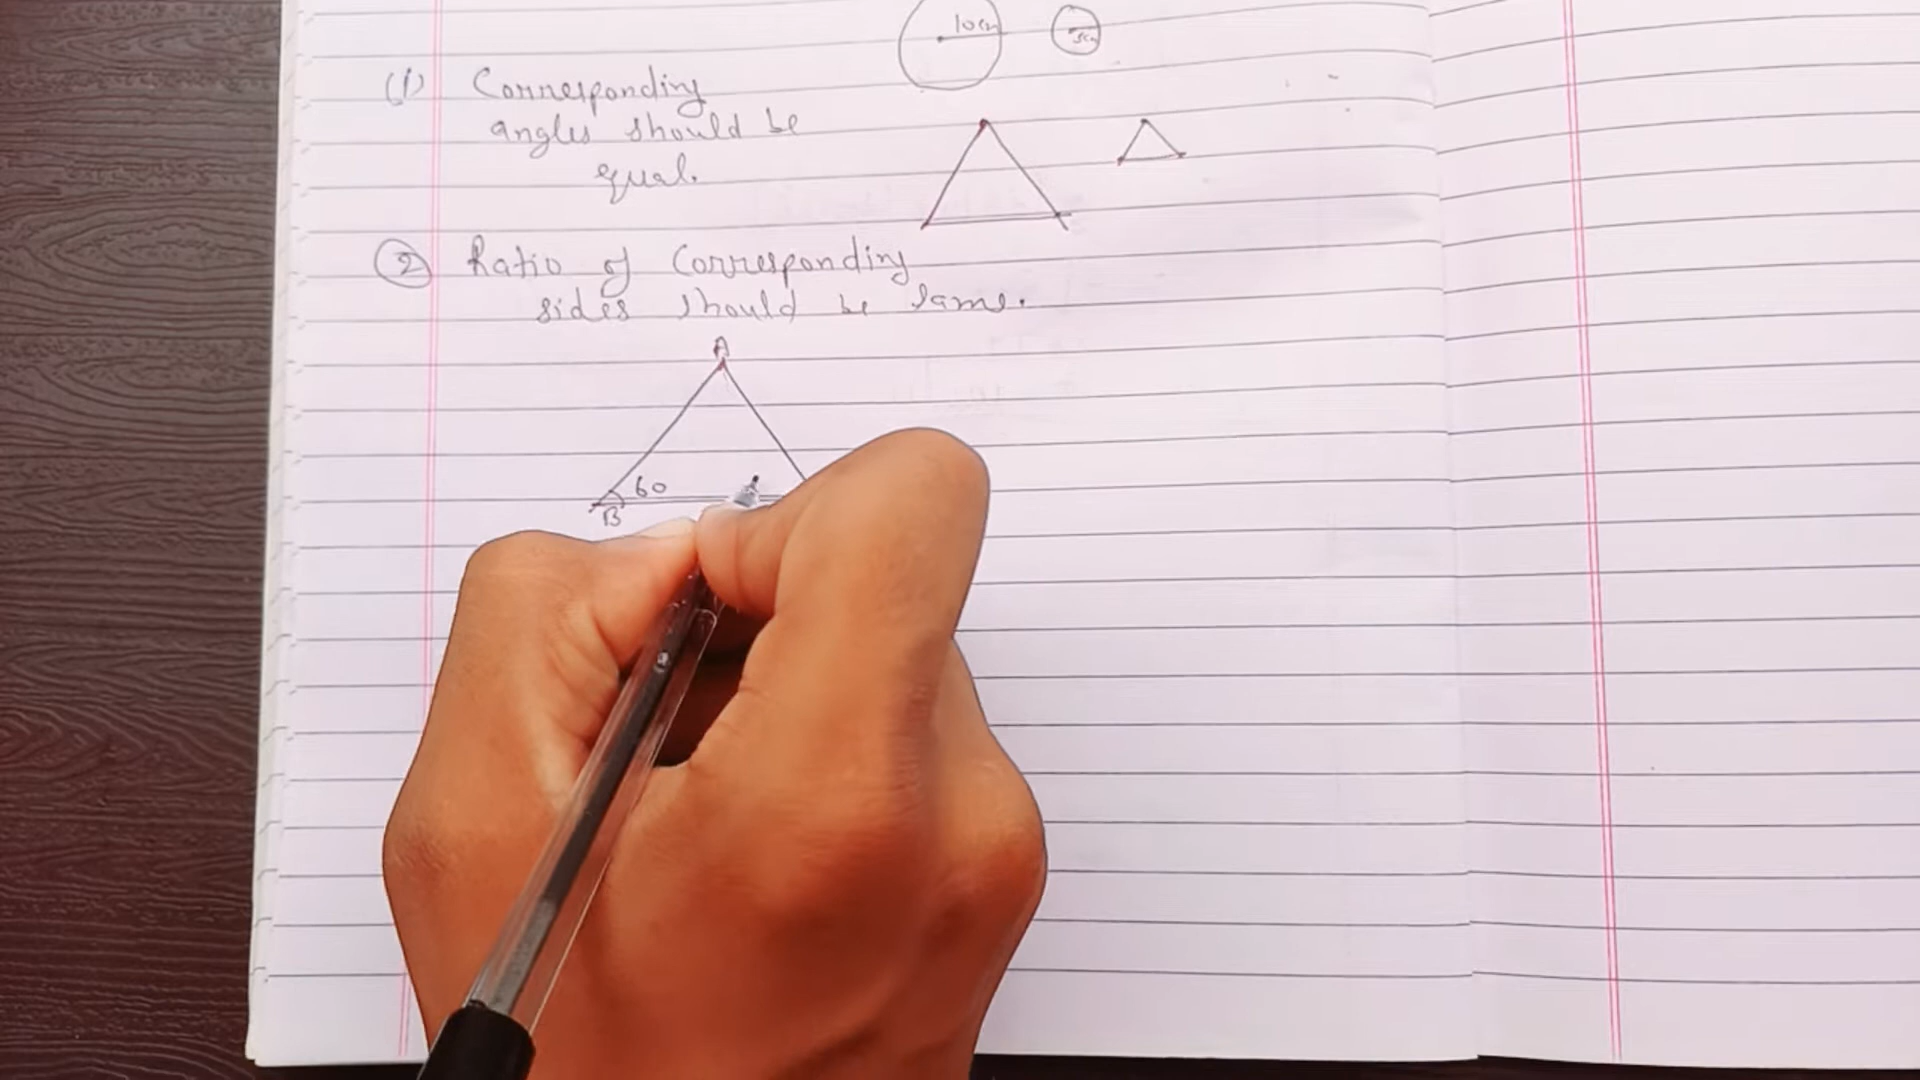 10cm 5cm
(1) Corresponding
angles should be
equal.
2 Ratio of Corresponding
sides should be same.
A
60
B